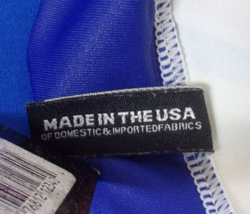 MADE IN THE USA
OF DOMESTIC & IMPORTED FABRICS